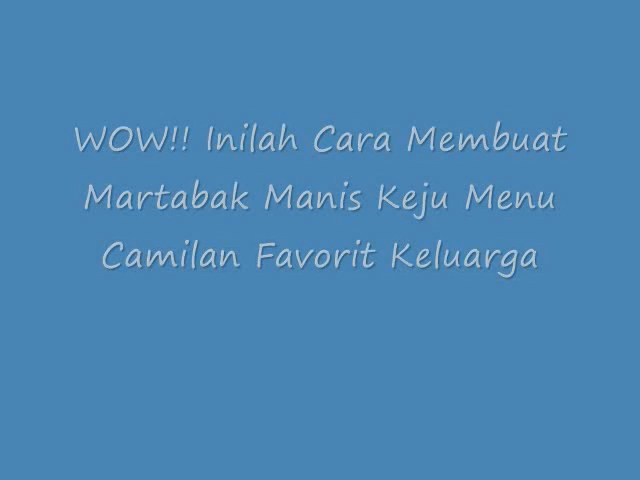 WOW!! Inilah Cara Membuat
Martabak Manis Keju Menu
Camilan Favorit Keluarga